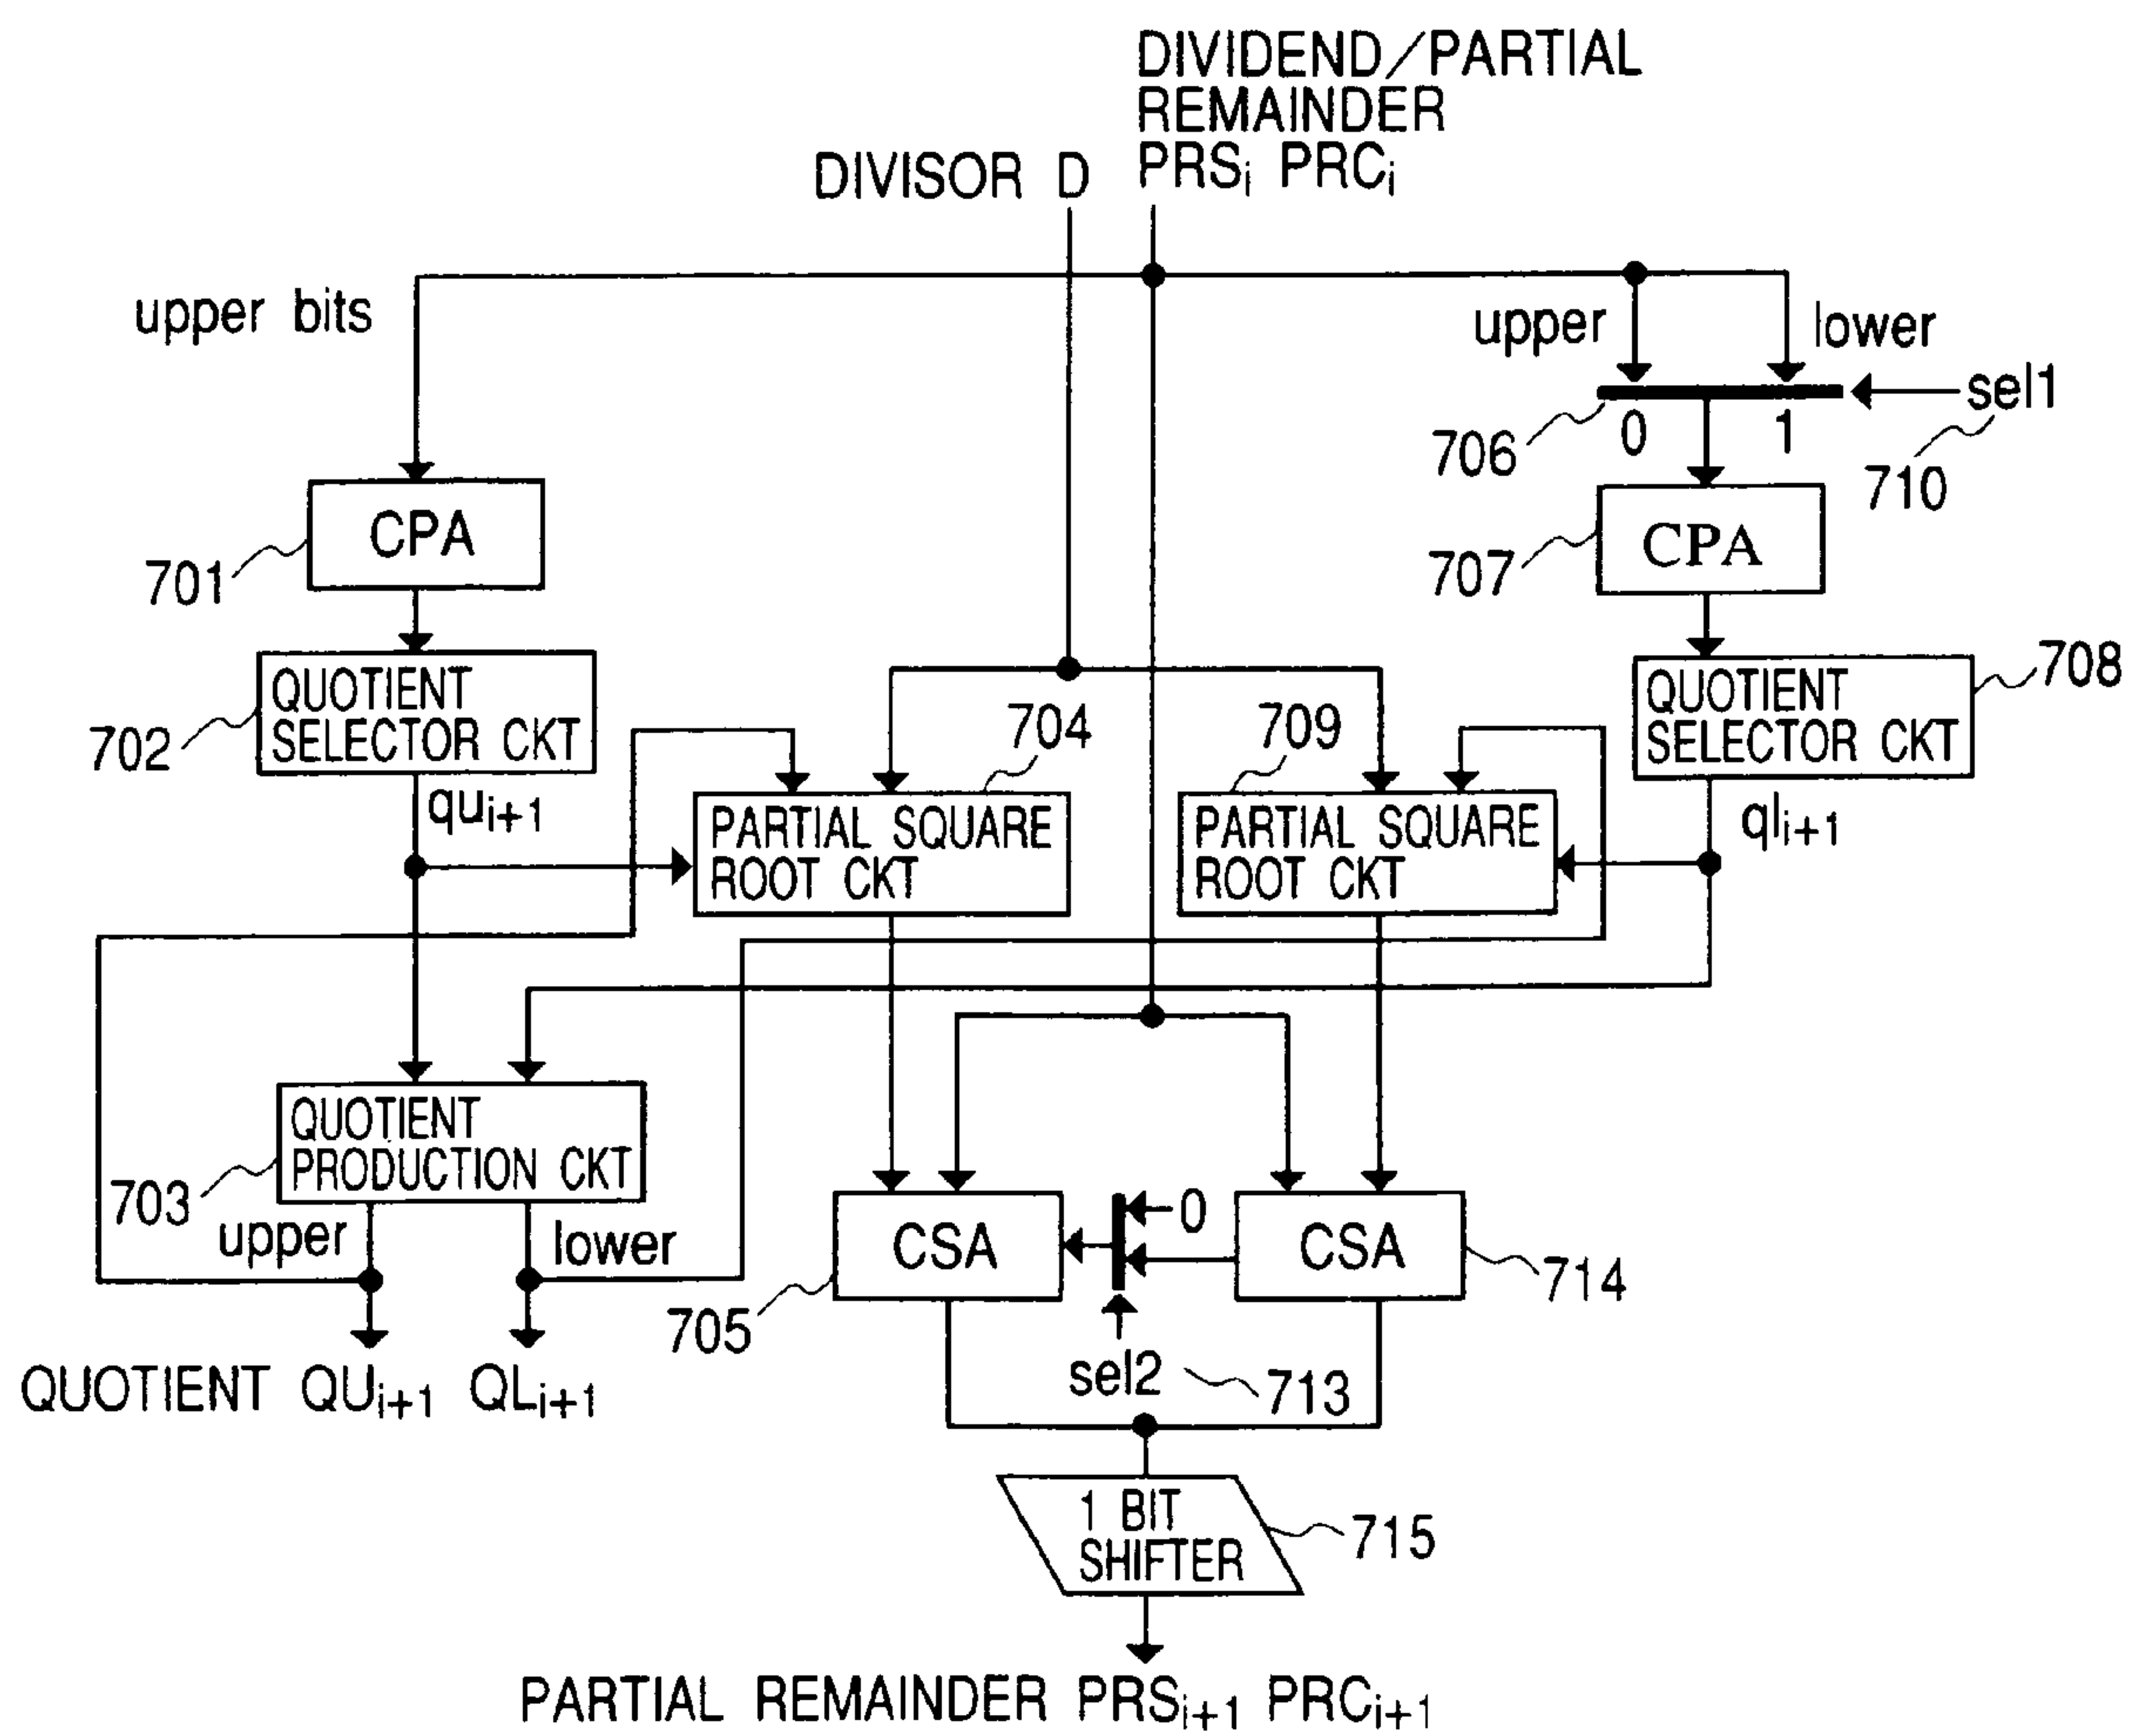 DIVIDEND/PARTIAL
REMAINDER
PRSi PRCi
DIVISOR D
upper bits
upper
lower
sel1
706
0
1
710
CPA
701
CPA
707
QUOTIENT
SELECTOR CKT
702
QUOTIENT
SELECTOR CKT
708
704
709
qui+1
PARTIAL SQUARE
ROOT CKT
PARTIAL SQUARE
ROOT CKT
qli+1
QUOTIENT
PRODUCTION CKT
703
upper
lower
CSA
0
CSA
705
714
sel2
713
QUOTIENT QUi+1 QLi+1
1 BIT
SHIFTER
715
PARTIAL REMAINDER PRSi+1 PRCi+1